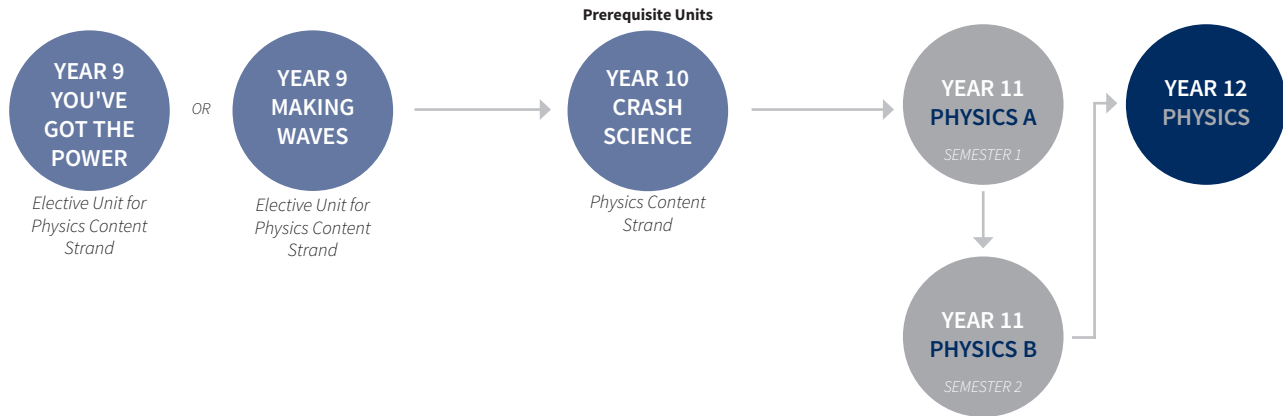 Prerequisite Units
YEAR 9
YOU'VE
GOT THE
POWER
Elective Unit for
Physics Content
Strand
OR
YEAR 9
MAKING
WAVES
Elective Unit for
Physics Content
Strand
YEAR 10
CRASH
SCIENCE
Physics Content
Strand
YEAR 11
PHYSICS A
SEMESTER 1
YEAR 11
PHYSICS B
SEMESTER 2
YEAR 12
PHYSICS